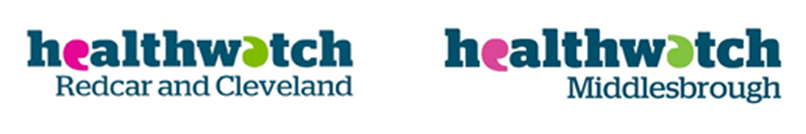 healthwatch
Redcar and Cleveland
healthwatch
Middlesbrough